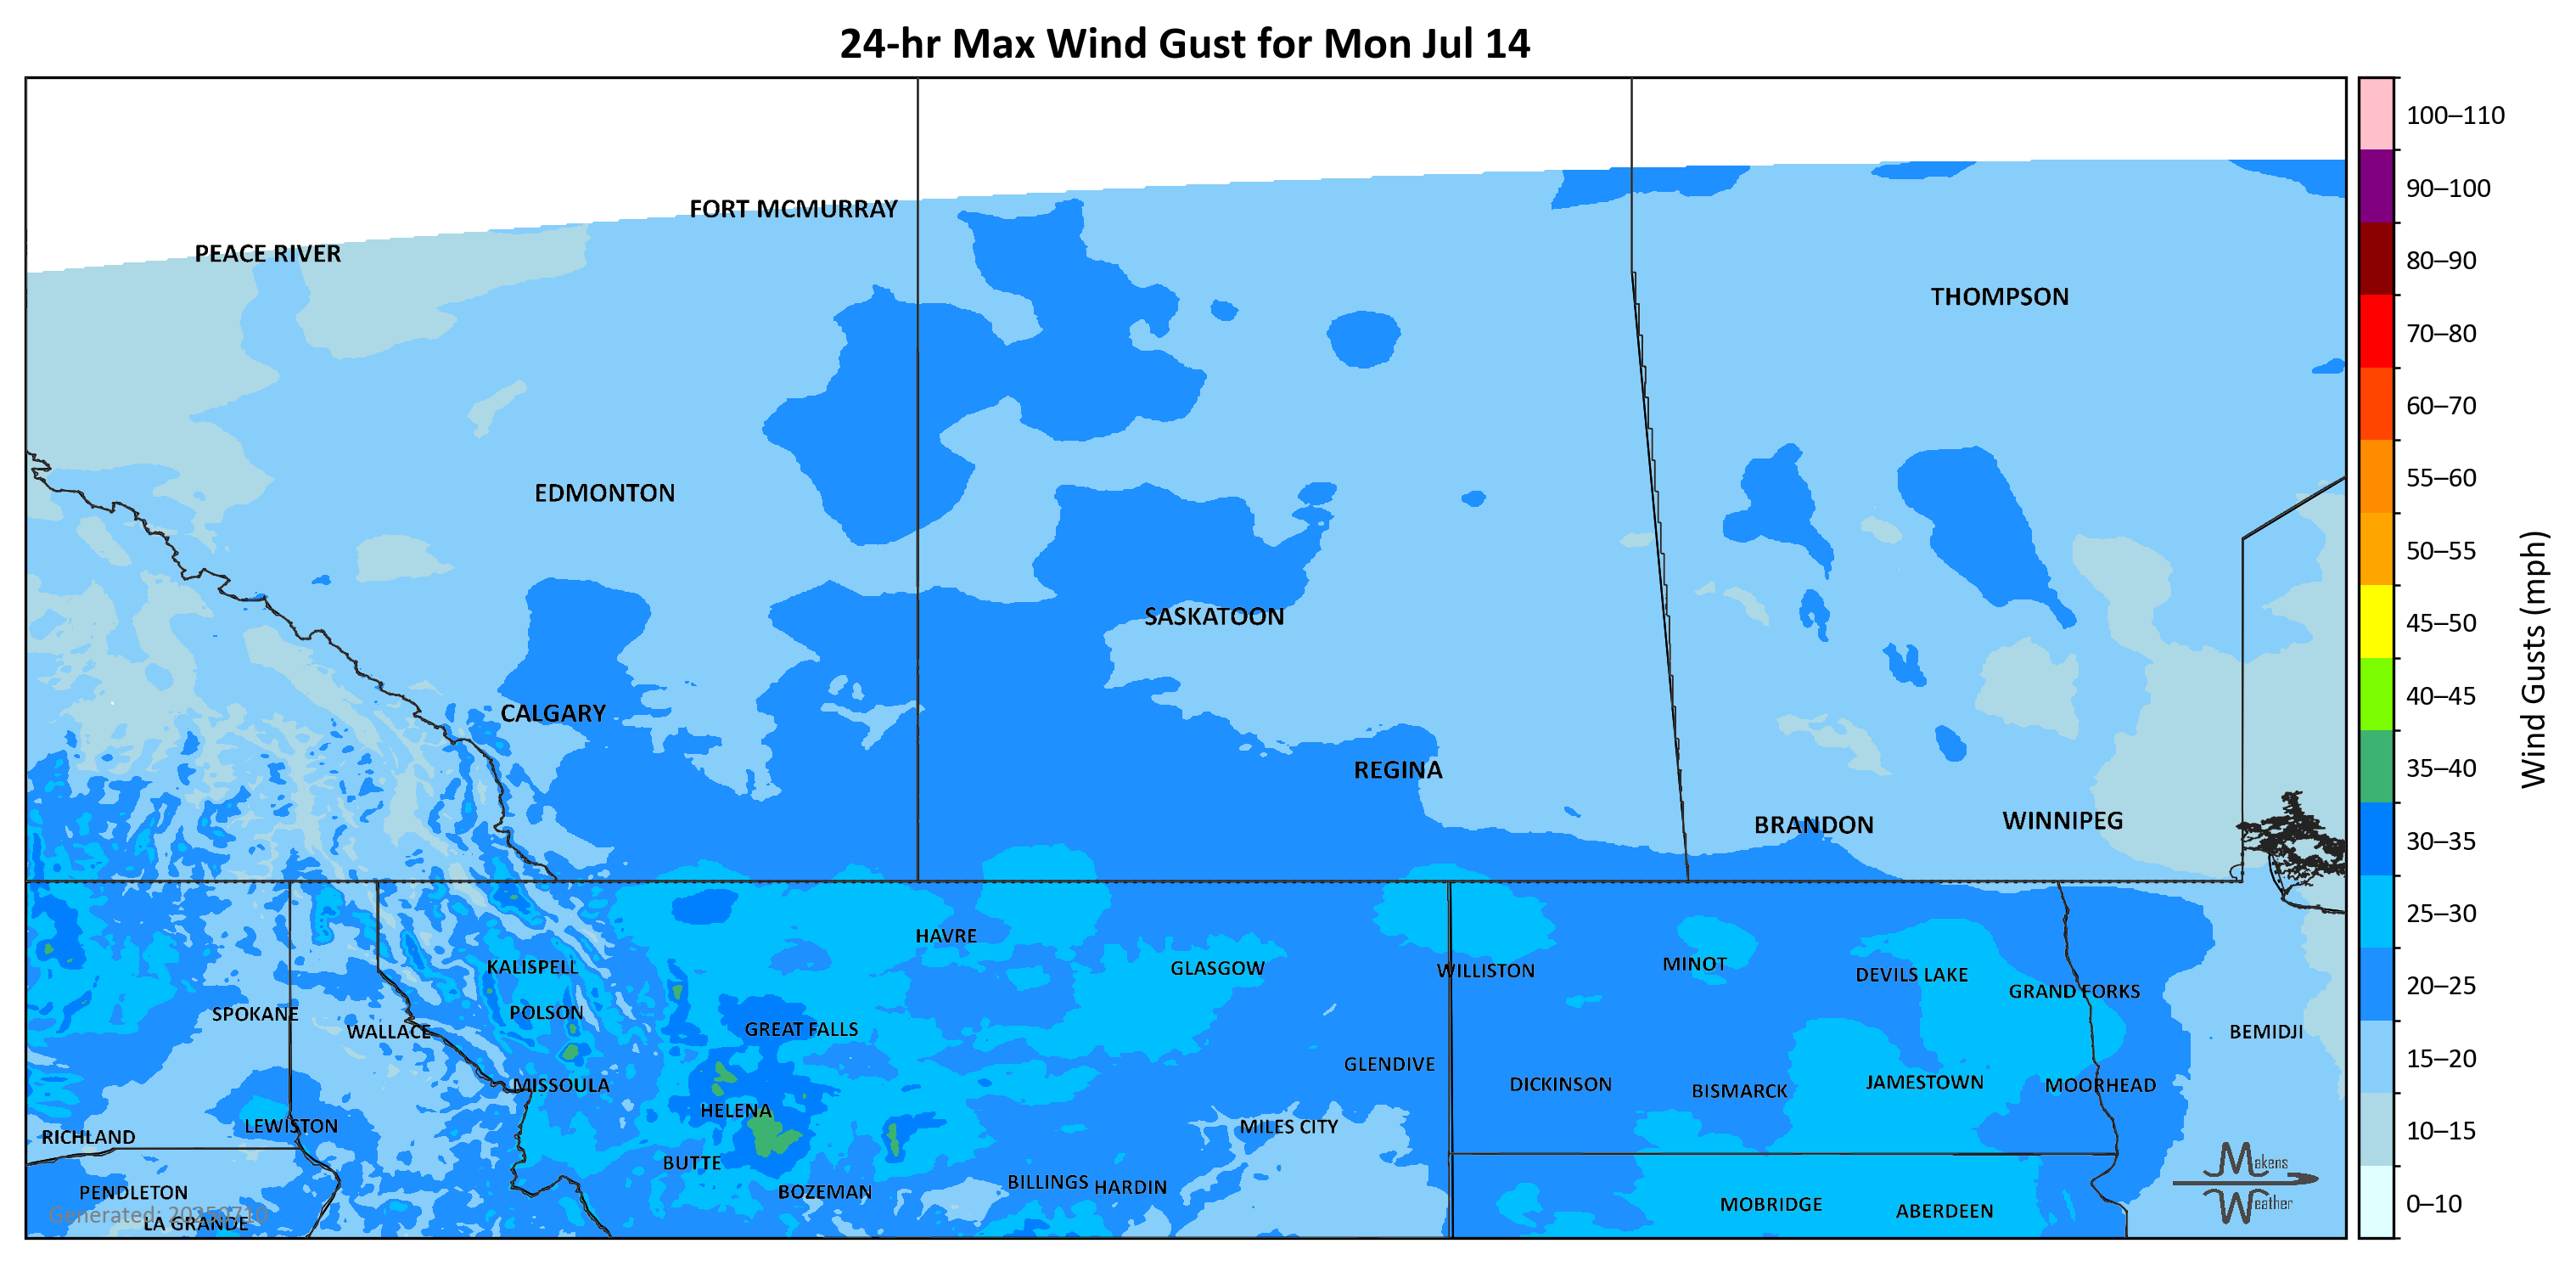 24-hr Max Wind Gust for Mon Jul 14
100–110
90–100
FORT MCMURRAY
PEACE RIVER
80–90
THOMPSON
70–80
60–70
EDMONTON
55–60
50–55
SASKATOON
45–50
Wind Gusts (mph)
CALGARY
40–45
REGINA
35–40
BRANDON
WINNIPEG
30–35
25–30
HAVRE
KALISPELL
GLASGOW
WILLISTON
MINOT
DEVILS LAKE
GRAND FORKS
20–25
SPOKANE
POLSON
WALLACE
GREAT FALLS
BEMIDJI
15–20
GLENDIVE
MISSOULA
DICKINSON
BISMARCK
JAMESTOWN
MOORHEAD
HELENA
LEWISTON
MILES CITY
RICHLAND
10–15
BUTTE
Makens
Weather
PENDLETON
BOZEMAN
BILLINGS
HARDIN
MOBRIDGE
ABERDEEN
0–10
Generated: 20250710
LA GRANDE